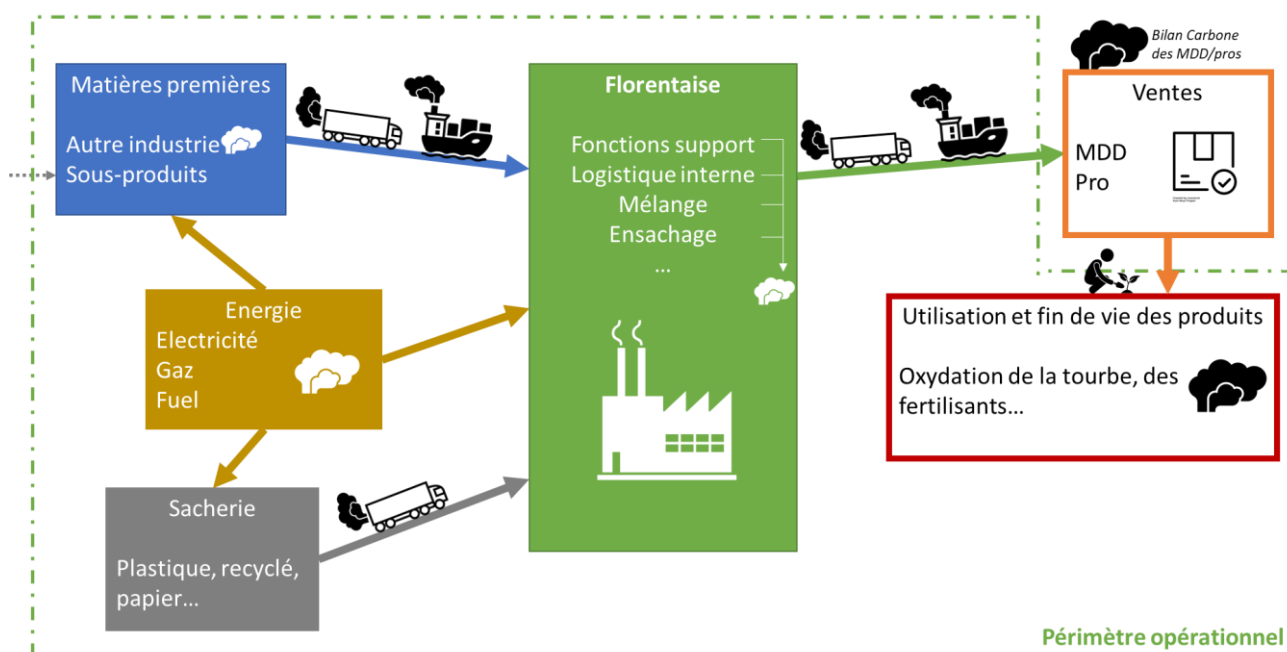 Bilan Carbone
des MDD/pros
Matières premières
Autre industrie
Sous-produits
Florentaise
Fonctions support
Logistique interne
Mélange
Ensachage
...
Ventes
MDD
Pro
Energie
Electricité
Gaz
Fuel
Utilisation et fin de vie des produits
Oxydation de la tourbe, des
fertilisants...
Sacherie
Plastique, recyclé,
papier...
Périmètre opérationnel